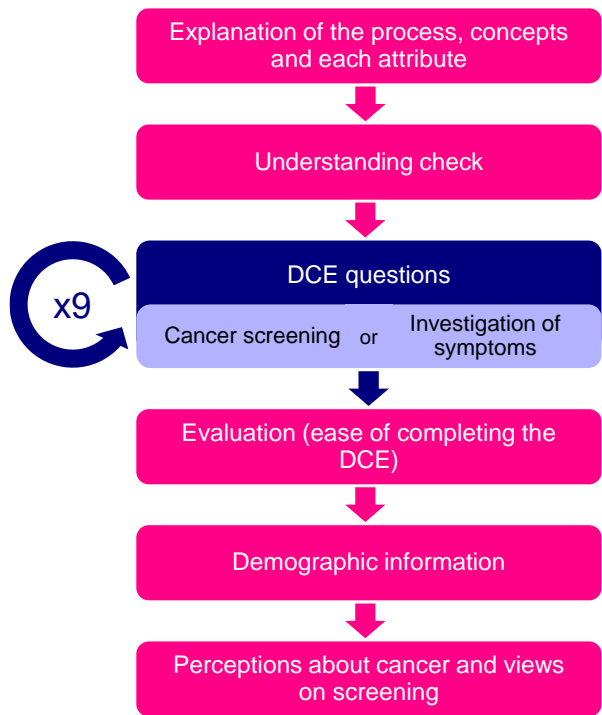 Explanation of the process, concepts
and each attribute
Understanding check
x9
DCE questions
Cancer screening or Investigation of
symptoms
Evaluation (ease of completing the
DCE)
Demographic information
Perceptions about cancer and views
on screening